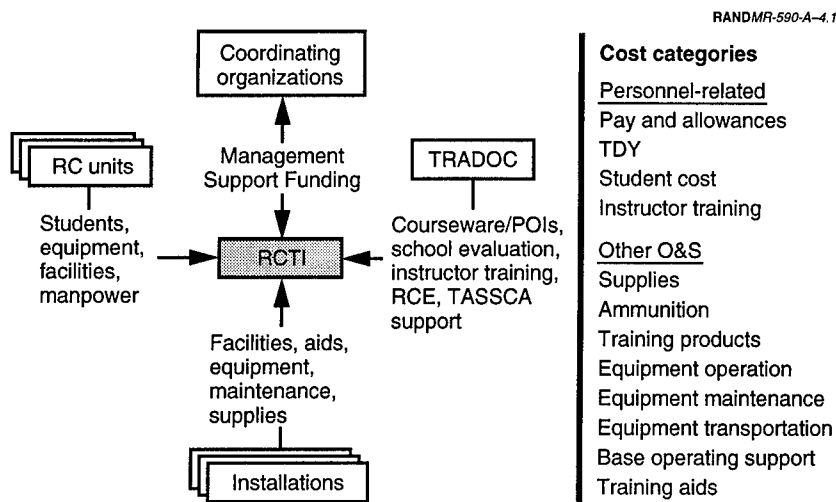 RANDMR-590-A-4.1
Coordinating
organizations
Management
Support Funding
RC units
Students,
equipment,
facilities,
manpower
RCTI
TRADOC
Courseware/POIs,
school evaluation,
instructor training,
RCE, TASSCA
support
Facilities, aids,
equipment,
maintenance,
supplies
Installations
Cost categories
Personnel-related
Pay and allowances
TDY
Student cost
Instructor training
Other O&S
Supplies
Ammunition
Training products
Equipment operation
Equipment maintenance
Equipment transportation
Base operating support
Training aids